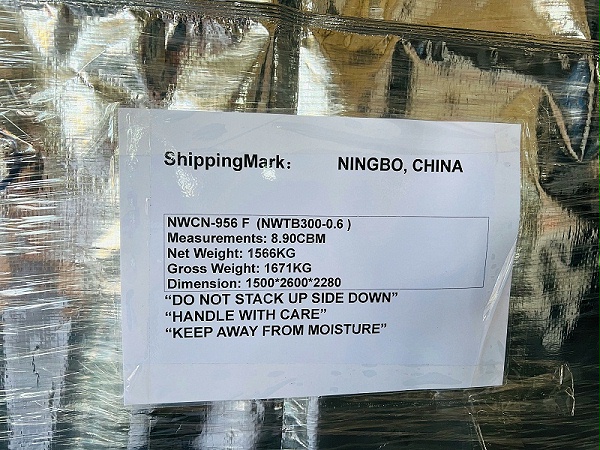 ShippingMark: NINGBO, CHINA
NWCN-956 F (NWTB300-0.6 )
Measurements: 8.90CBM
Net Weight: 1566KG
Gross Weight: 1671KG
Dimension: 1500*2600*2280
“DO NOT STACK UP SIDE DOWN”
“HANDLE WITH CARE”
“KEEP AWAY FROM MOISTURE”